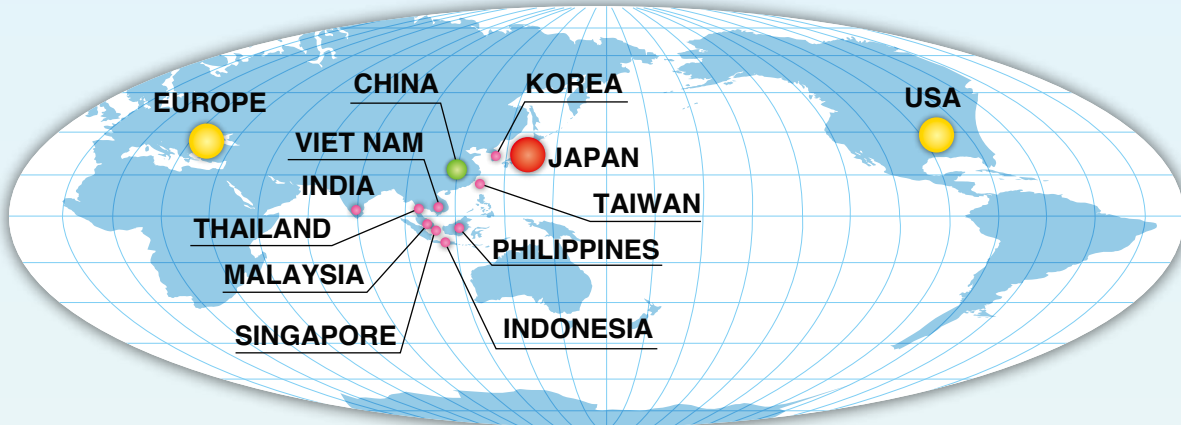 CHINA
KOREA
EUROPE
USA
VIET NAM
JAPAN
INDIA
TAIWAN
THAILAND
PHILIPPINES
MALAYSIA
SINGAPORE
INDONESIA